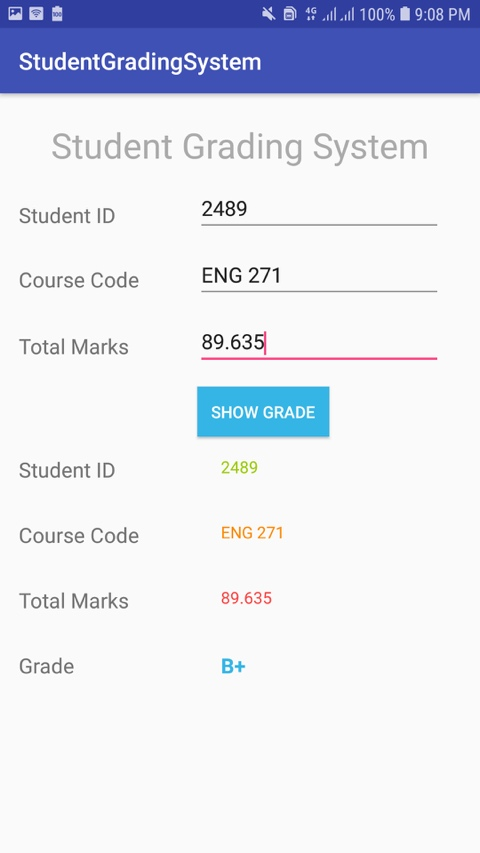 4G 100% 9:08 PM
StudentGradingSystem
Student Grading System
Student ID 2489
Course Code ENG 271
Total Marks 89.635
SHOW GRADE
Student ID 2489
Course Code ENG 271
Total Marks 89.635
Grade B+